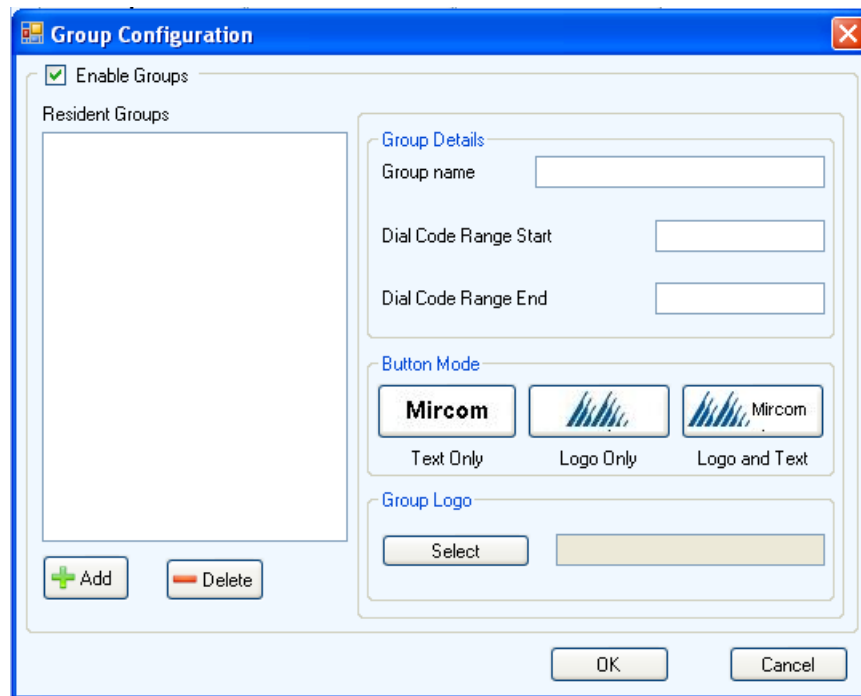 Group Configuration
Enable Groups
Resident Groups
Group Details
Group name
Dial Code Range Start
Dial Code Range End
Button Mode
Mircom
Mircom
Text Only
Logo Only
Logo and Text
Group Logo
Select
Add
Delete
OK
Cancel